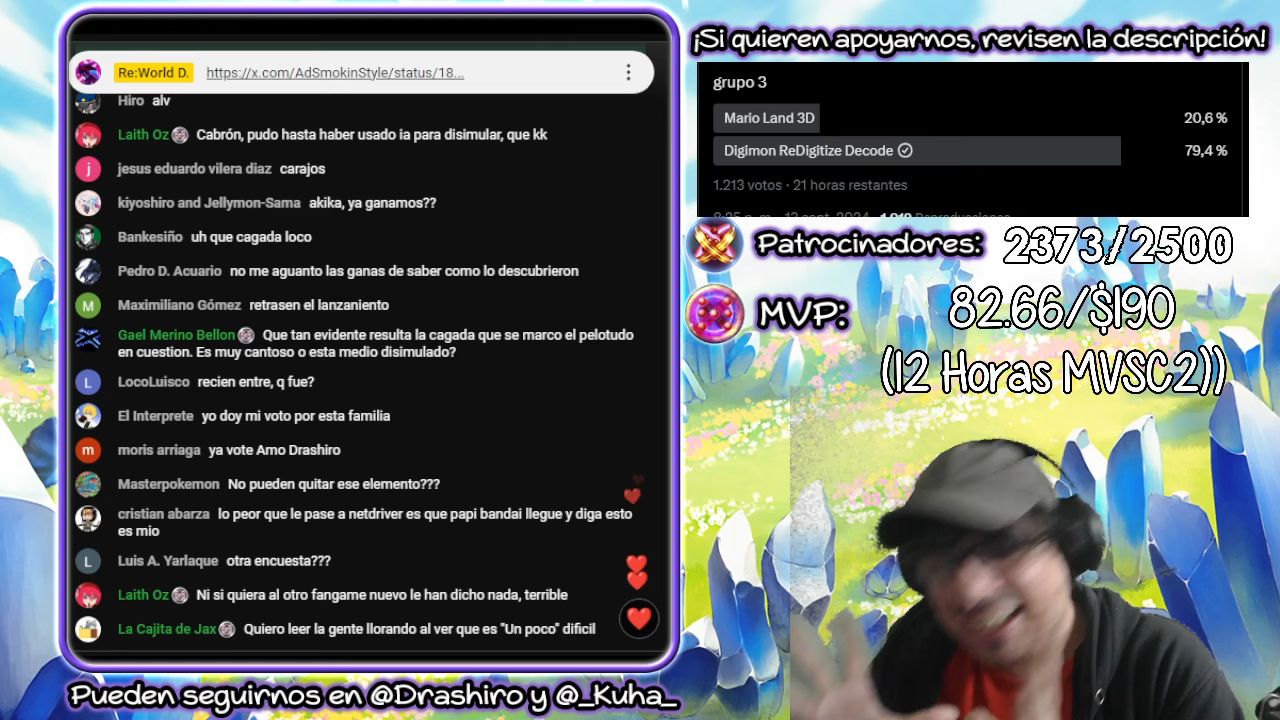 Re:World D. https://x.com/AdSmokinStyle/status/18...
Hiro alv
Laith Oz Cabrón, pudo hasta haber usado ia para disimular, que kk
jesus eduardo vilera diaz carajos
kiyoshiro and Jellymon-Sama akika, ya ganamos??
Bankesiño uh que cagada loco
Pedro D. Acuario no me aguanto las ganas de saber como lo descubrieron
M Maximiliano Gómez retrasen el lanzaniento
Gael Merino Bellon Que tan evidente resulta la cagada que se marco el pelotudo
en cuestion. Es muy cantoso o esta medio disimulado?
L LocoLuisco recien entre, q fue?
El Interprete yo doy mi voto por esta familia
m moris arriaga ya vote Amo Drashiro
Masterpokemon No pueden quitar ese elemento???
cristian abarza lo peor que le pase a netdriver es que papi bandai llegue y diga esto
es mio
L Luis A. Yarlaque otra encuesta???
Laith Oz Ni si quiera al otro fangame nuevo le han dicho nada, terrible
La Cajita de Jax Quiero leer la gente llorando al ver que es "Un poco" dificil
Pueden seguirnos en @Drashiro y @_Kuha_
¡Si quieren apoyarnos, revisen la descripción!
grupo 3
Mario Land 3D 20,6 %
Digimon ReDigitize Decode 79,4 %
1.213 votos · 21 horas restantes
Patrocinadores: 2373/2500
MVP: 82.66/$190
(12 Horas MVSC2))